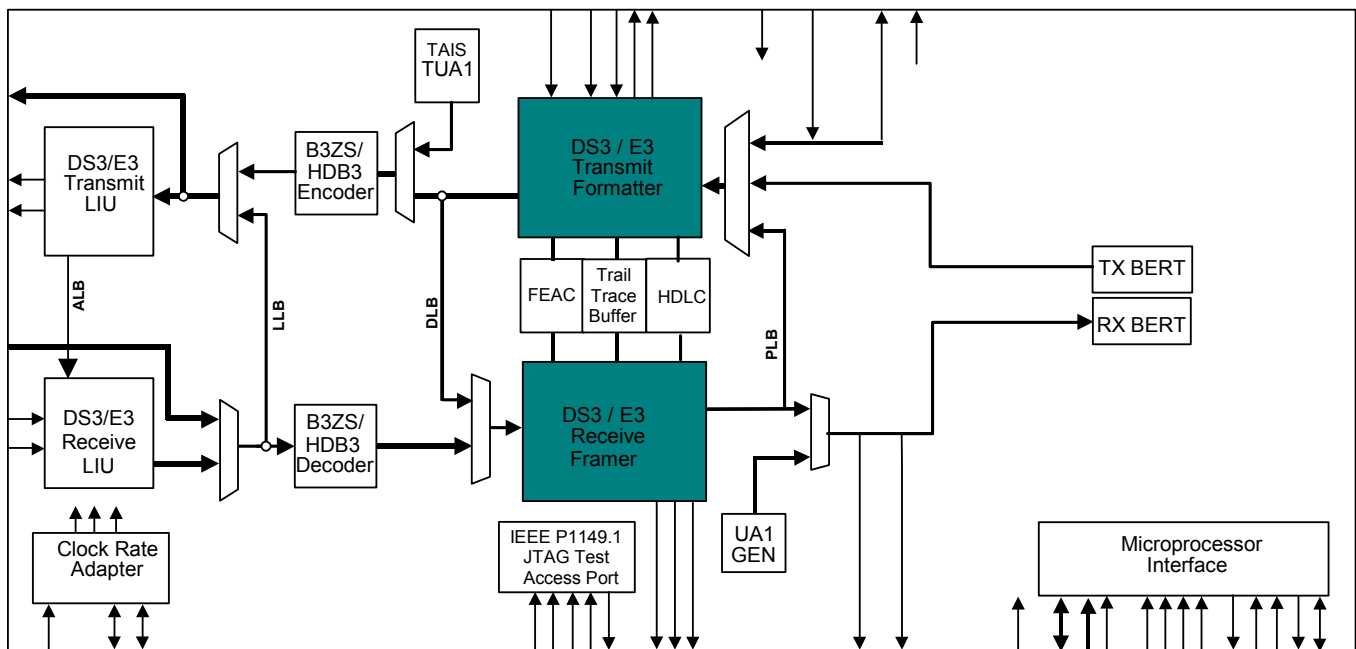 TAIS
TUA1
DS3/E3
Transmit
LIU
B3ZS/
HDB3
Encoder
DS3 / E3
Transmit
Formatter
FEAC
Trail
Trace
Buffer
HDLC
TX BERT
RX BERT
ALB
LLB
DLB
PLB
DS3/E3
Receive
LIU
B3ZS/
HDB3
Decoder
DS3 / E3
Receive
Framer
Clock Rate
Adapter
IEEE P1149.1
JTAG Test
Access Port
UA1
GEN
Microprocessor
Interface